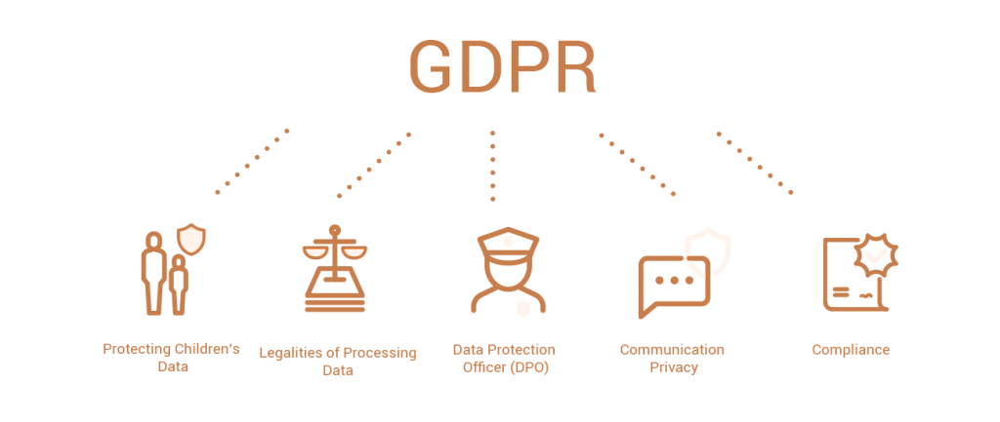 GDPR
Protecting Children's
Data
Legalities of Processing
Data
Data Protection
Officer (DPO)
Communication
Privacy
Compliance